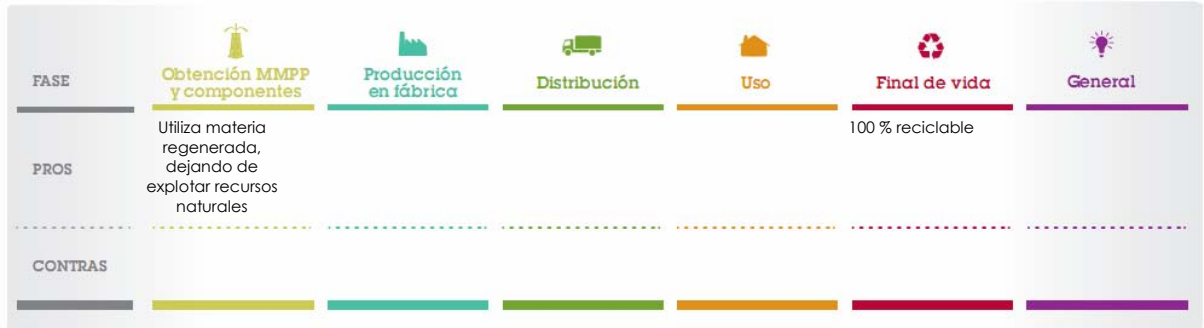 FASE
Obtención MMPP
y componentes
Producción
en fábrica
Distribución
Uso
Final de vida
General
PROS
Utiliza materia
regenerada,
dejando de
explotar recursos
naturales
100 % reciclable
CONTRAS